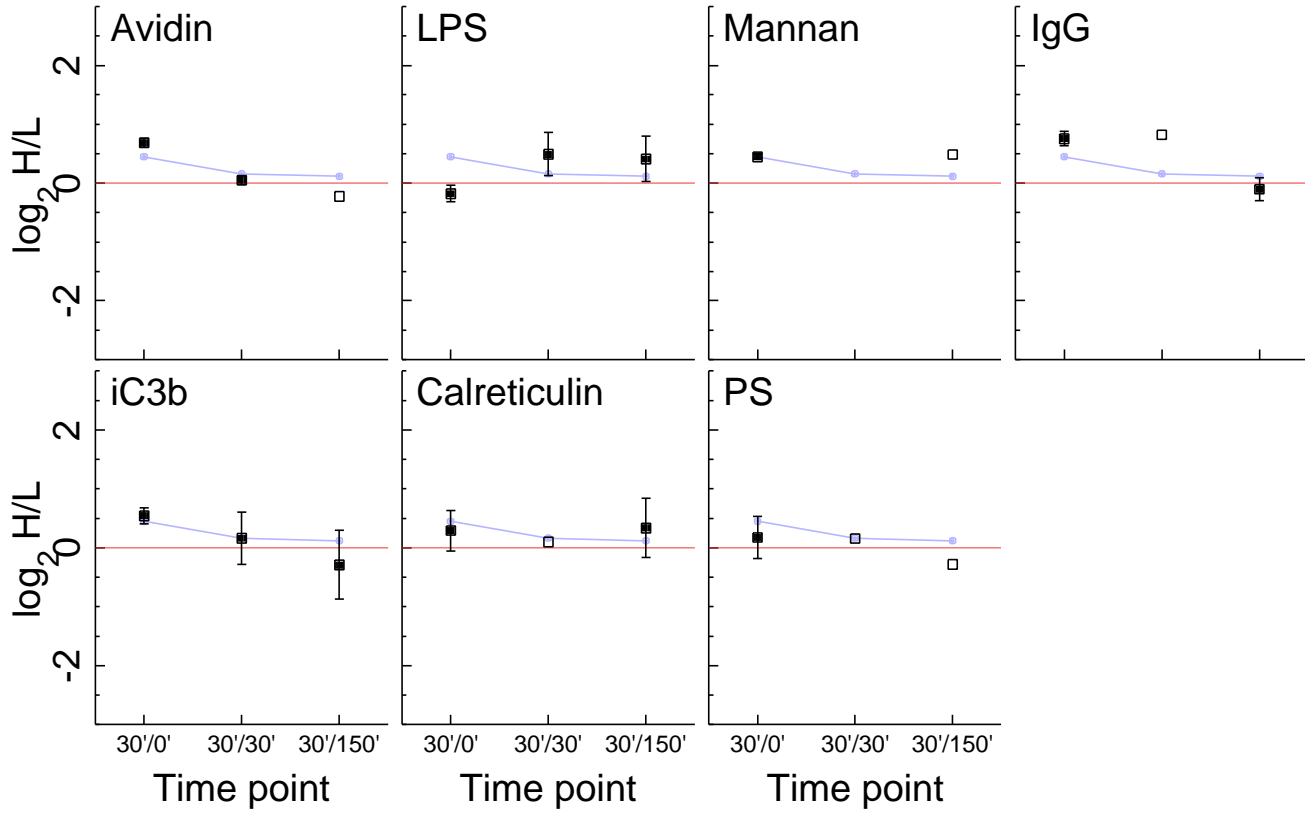 Avidin LPS Mannan IgG
2
0
-2
log2 H/L
iC3b Calreticulin PS
2
0
-2
log2 H/L
30'/0' 30'/30' 30'/150' 30'/0' 30'/30' 30'/150' 30'/0' 30'/30' 30'/150'
Time point Time point Time point